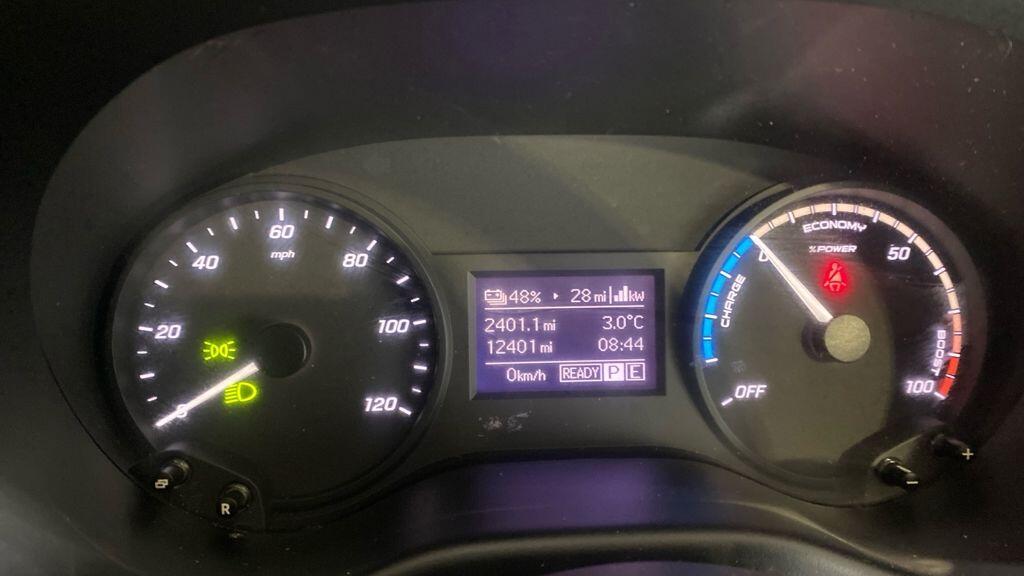 60
mph
40
80
20
100
0
120
R
48% 28 mi kW
2401.1 mi 3.0°C
12401 mi 08:44
0km/h READY P E
ECONOMY
% POWER
0
50
CHARGE
BOOST
OFF
100
- +